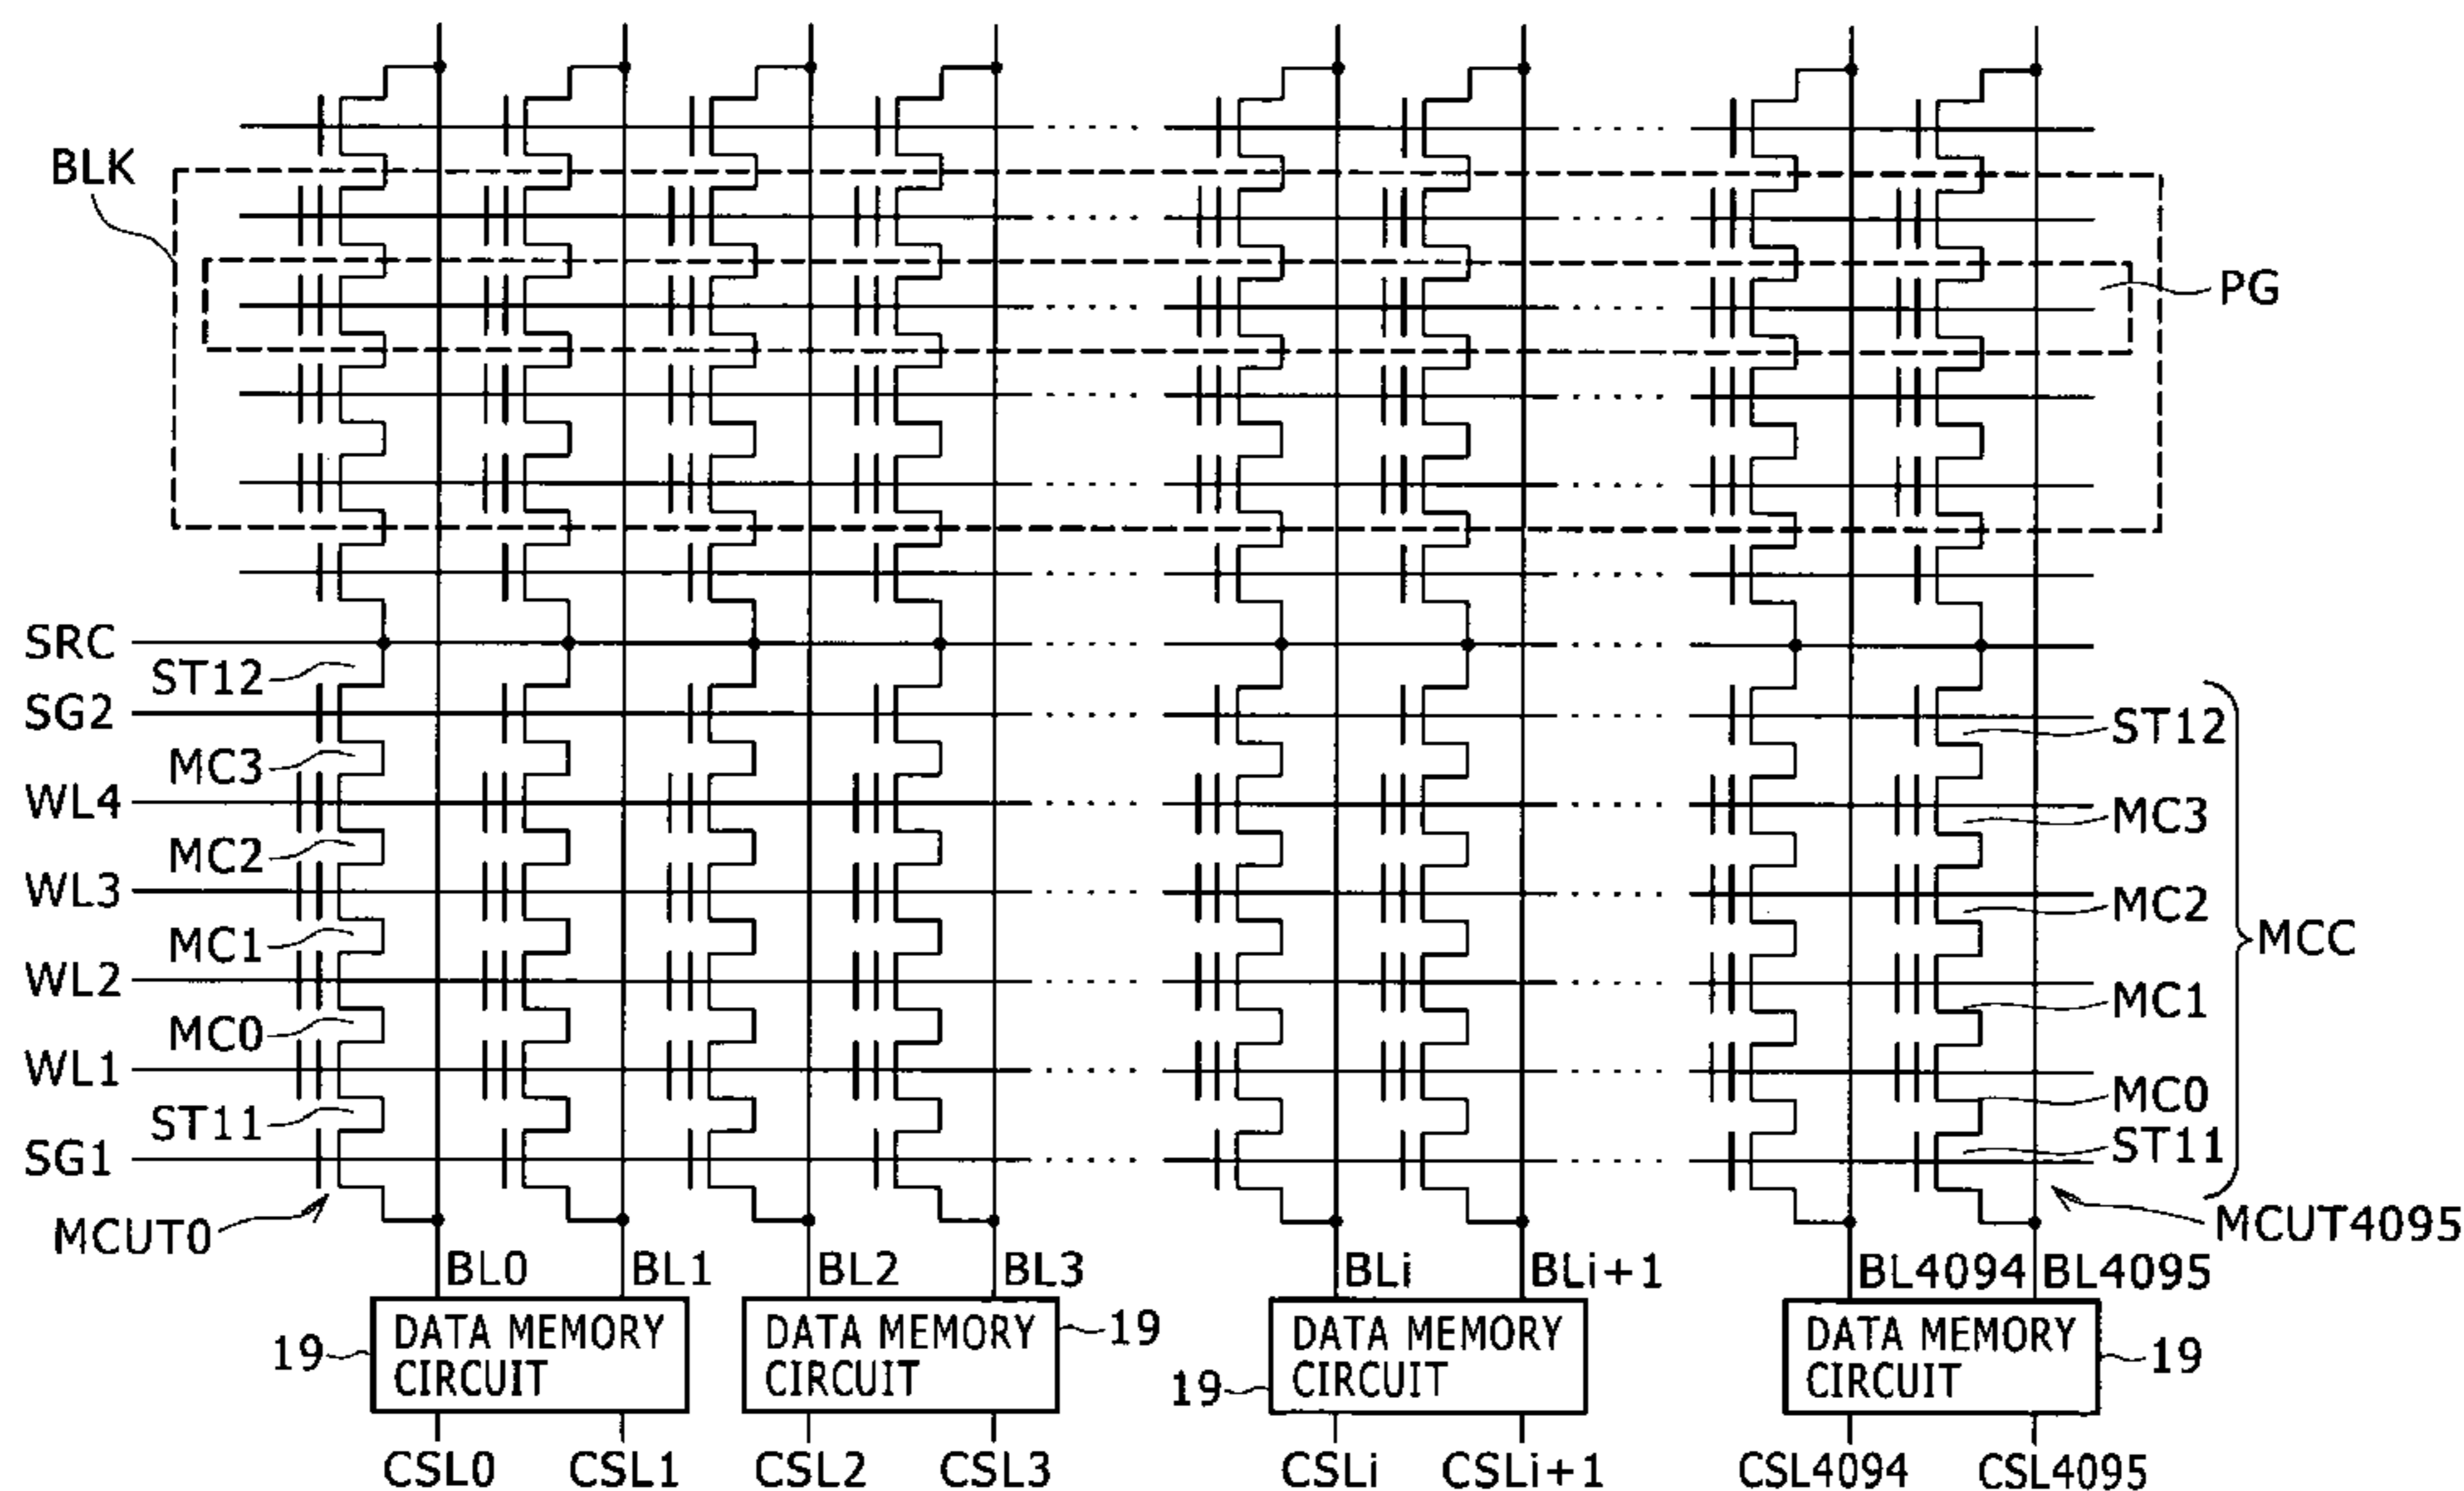 BLK
PG
SRC
ST12
SG2
ST12
MC3
WL4
MC3
MC2
WL3
MC2
MC1
MCC
WL2
MC1
MC0
WL1
MC0
ST11
ST11
SG1
MCUT0
MCUT4095
BL0 BL1 BL2 BL3 BLi BLi+1 BL4094 BL4095
19 DATA MEMORY CIRCUIT
DATA MEMORY CIRCUIT 19
19 DATA MEMORY CIRCUIT
DATA MEMORY CIRCUIT 19
CSL0 CSL1 CSL2 CSL3 CSLi CSLi+1 CSL4094 CSL4095